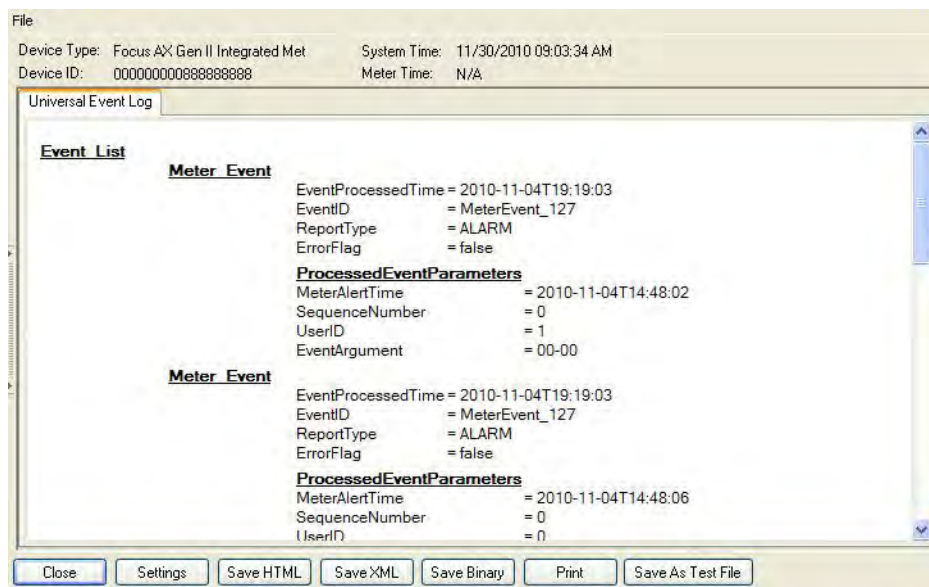 File
Device Type: Focus AX Gen II Integrated Met System Time: 11/30/2010 09:03:34 AM
Device ID: 000000000888888888 Meter Time: N/A
Universal Event Log
Event List
Meter Event
EventProcessedTime = 2010-11-04T19:19:03
EventID = MeterEvent_127
ReportType = ALARM
ErrorFlag = false
ProcessedEventParameters
MeterAlertTime = 2010-11-04T14:48:02
SequenceNumber = 0
UserID = 1
EventArgument = 00-00
Meter Event
EventProcessedTime = 2010-11-04T19:19:03
EventID = MeterEvent_127
ReportType = ALARM
ErrorFlag = false
ProcessedEventParameters
MeterAlertTime = 2010-11-04T14:48:06
SequenceNumber = 0
UserID = 0
Close Settings Save HTML Save XML Save Binary Print Save As Test File